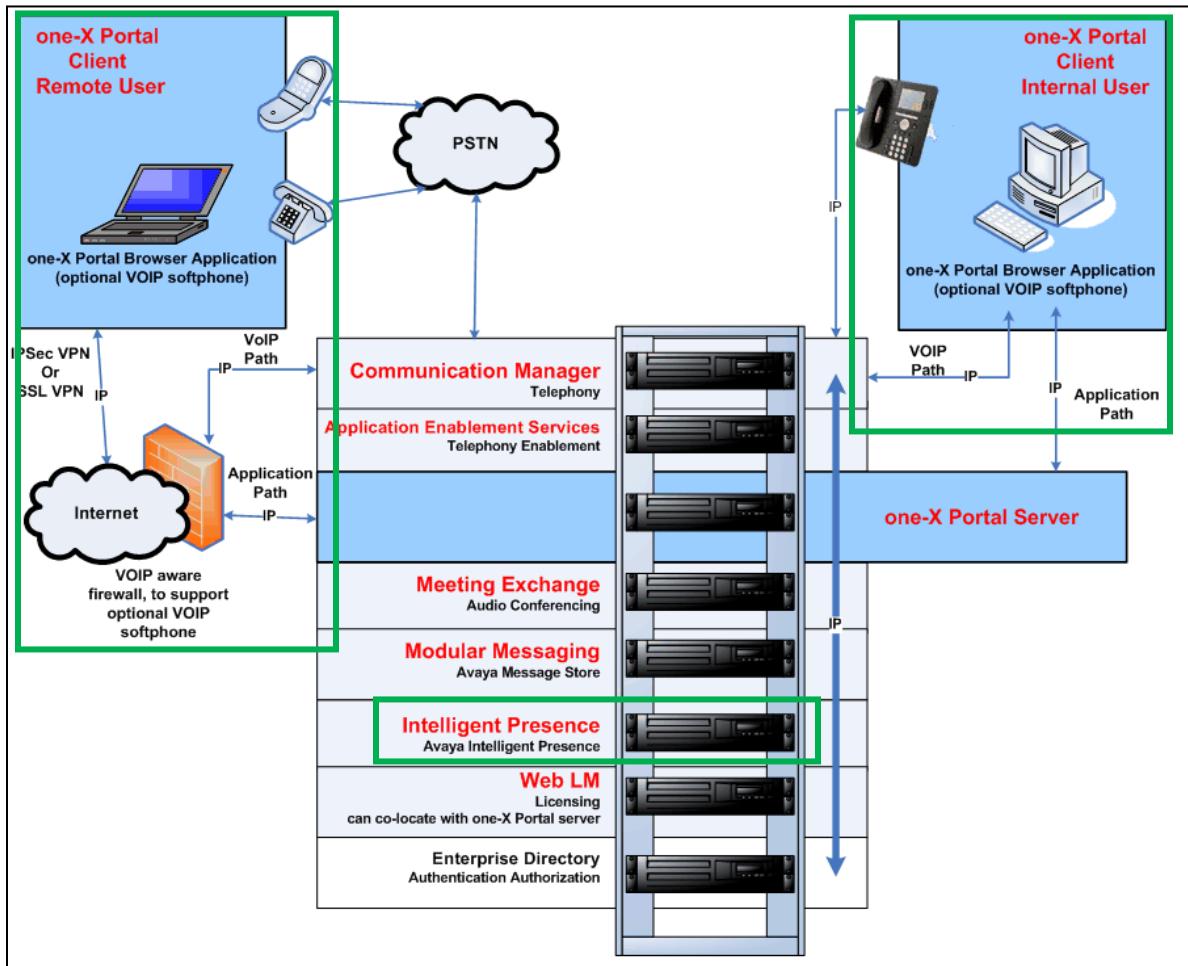 one-X Portal
Client
Remote User
one-X Portal Browser Application
(optional VOIP softphone)
PSTN
one-X Portal
Client
Internal User
IP
one-X Portal Browser Application
(optional VOIP softphone)
IPSec VPN
Or
SSL VPN
IP
VoIP
Path
IP
Communication Manager
Telephony
VOIP
Path
IP
IP
Application
Path
Application Enablement Services
Telephony Enablement
Internet
Application
Path
IP
one-X Portal Server
VOIP aware
firewall, to support
optional VOIP
softphone
Meeting Exchange
Audio Conferencing
IP
Modular Messaging
Avaya Message Store
Intelligent Presence
Avaya Intelligent Presence
Web LM
Licensing
can co-locate with one-X Portal server
Enterprise Directory
Authentication Authorization